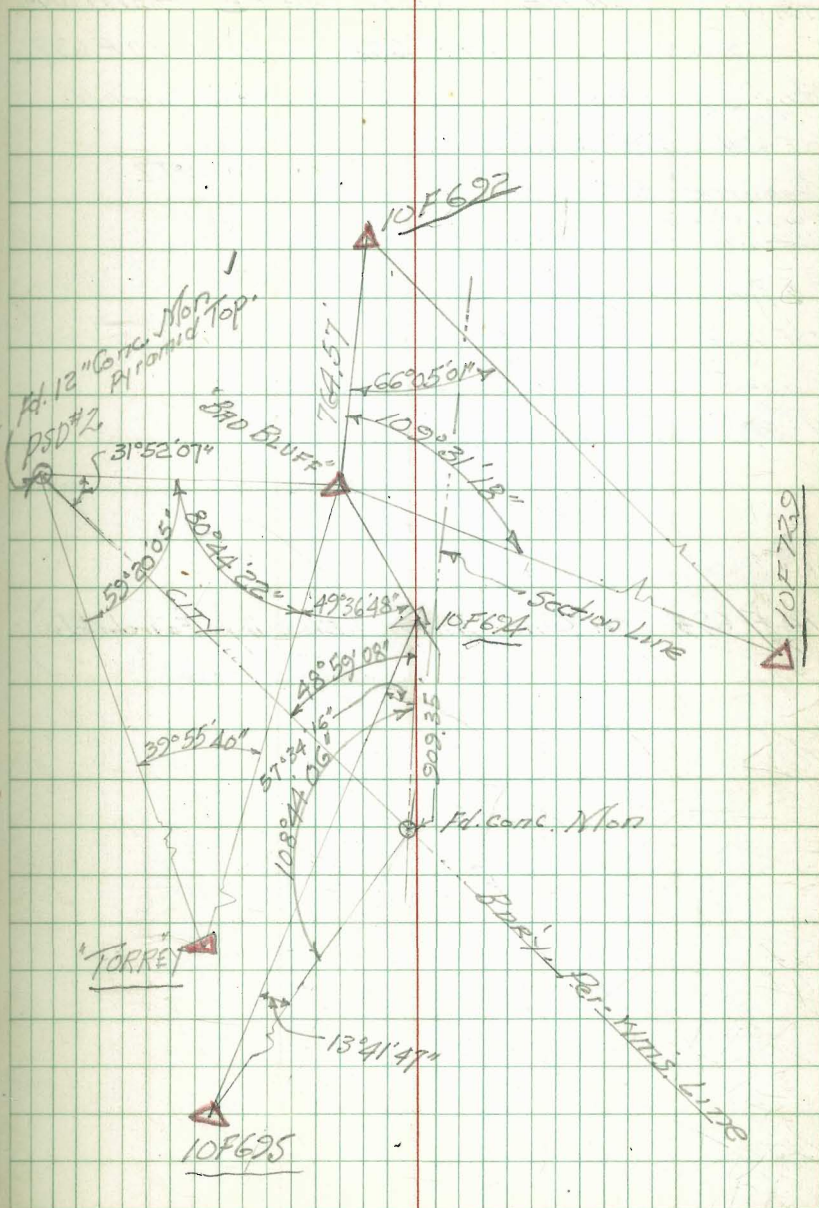 10F692
Fd. 12" Conc. Mon.
Pyramid Top.
PSD#2
764.57'
66°05'01"
"BAD BLUFF"
109°31'18"
31°52'07"
59°20'05"
80°44'22"
CITY
49°36'48"
10F694
Section Line
10F729
48°59'08"
57°34'16"
108°44'06"
909.35'
39°55'40"
Fd. conc. Mon
"TORREY"
Bdry. Per
Line
13°41'47"
10F695